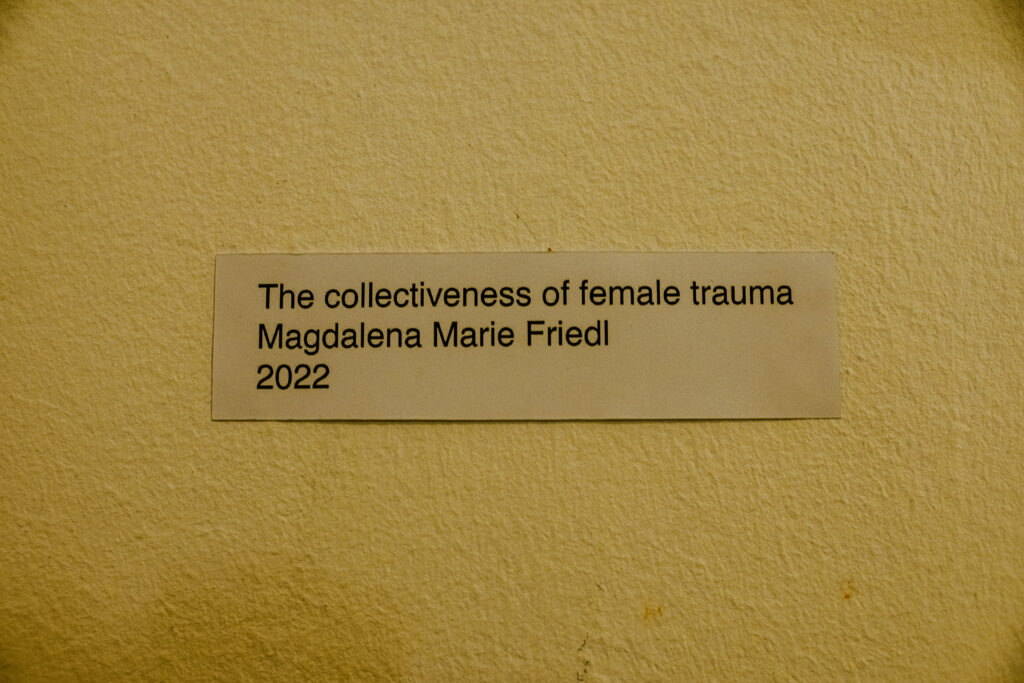 The collectiveness of female trauma
Magdalena Marie Friedl
2022